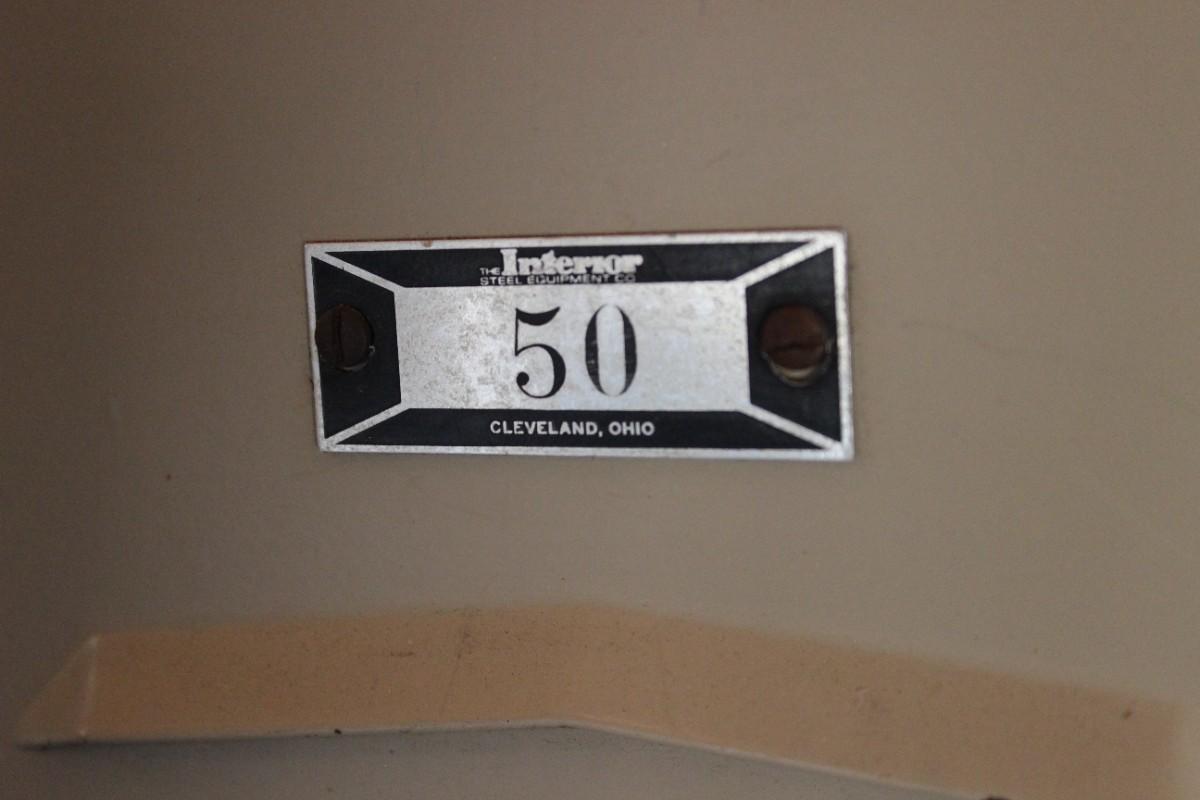 THE Interior
STEEL EQUIPMENT CO
50
CLEVELAND, OHIO